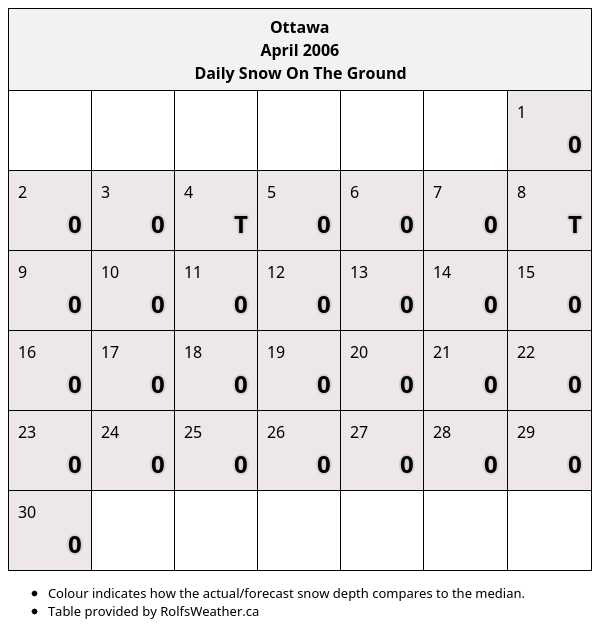 Ottawa
April 2006
Daily Snow On The Ground
1
0
2 3 4 5 6 7 8
0 0 T 0 0 0 T
9 10 11 12 13 14 15
0 0 0 0 0 0 0
16 17 18 19 20 21 22
0 0 0 0 0 0 0
23 24 25 26 27 28 29
0 0 0 0 0 0 0
30
0
• Colour indicates how the actual/forecast snow depth compares to the median.
• Table provided by RolfsWeather.ca